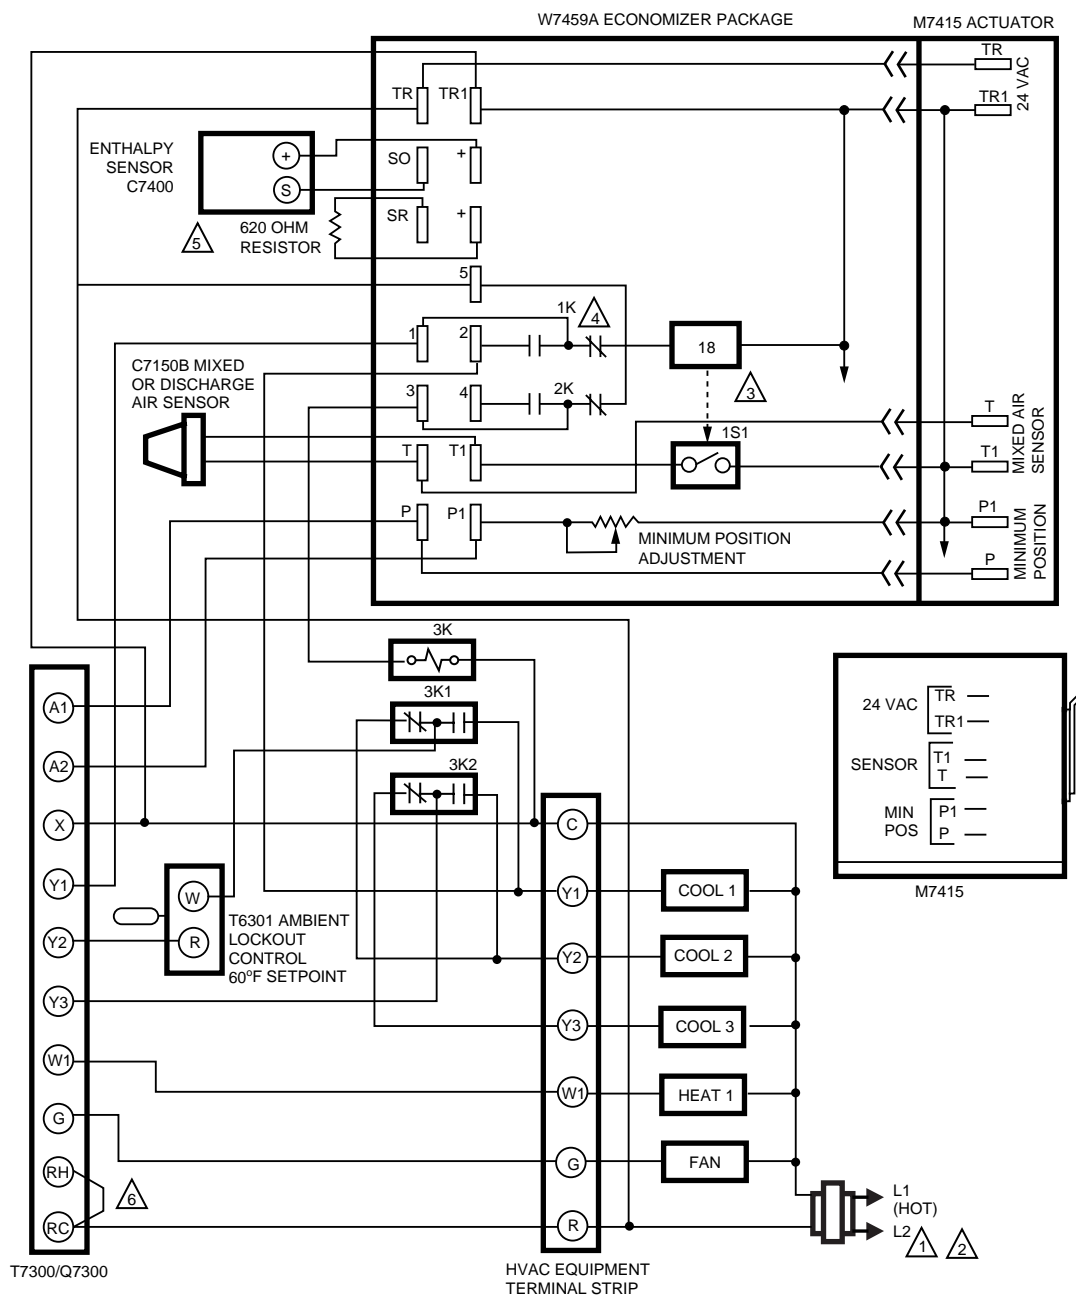 W7459A ECONOMIZER PACKAGE
M7415 ACTUATOR
TR
24 VAC
TR TR1
TR1
ENTHALPY
SENSOR
C7400
+
S
SO +
SR +
5
620 OHM
RESISTOR
5
1K
4
1 2
18
3
C7150B MIXED
OR DISCHARGE
AIR SENSOR
3 4
2K
T
1S1
T T1
T1
MIXED AIR
SENSOR
P P1
P1
MINIMUM POSITION
ADJUSTMENT
P
MINIMUM
POSITION
3K
3K1
3K2
A1
A2
X
Y1
Y2
Y3
W1
G
RH
RC
6
T7300/Q7300
W
R
T6301 AMBIENT
LOCKOUT
CONTROL
60°F SETPOINT
C
Y1
Y2
Y3
W1
G
R
HVAC EQUIPMENT
TERMINAL STRIP
COOL 1
COOL 2
COOL 3
HEAT 1
FAN
L1
(HOT)
L2
1
2
24 VAC
TR
TR1
SENSOR
T1
T
MIN
POS
P1
P
M7415